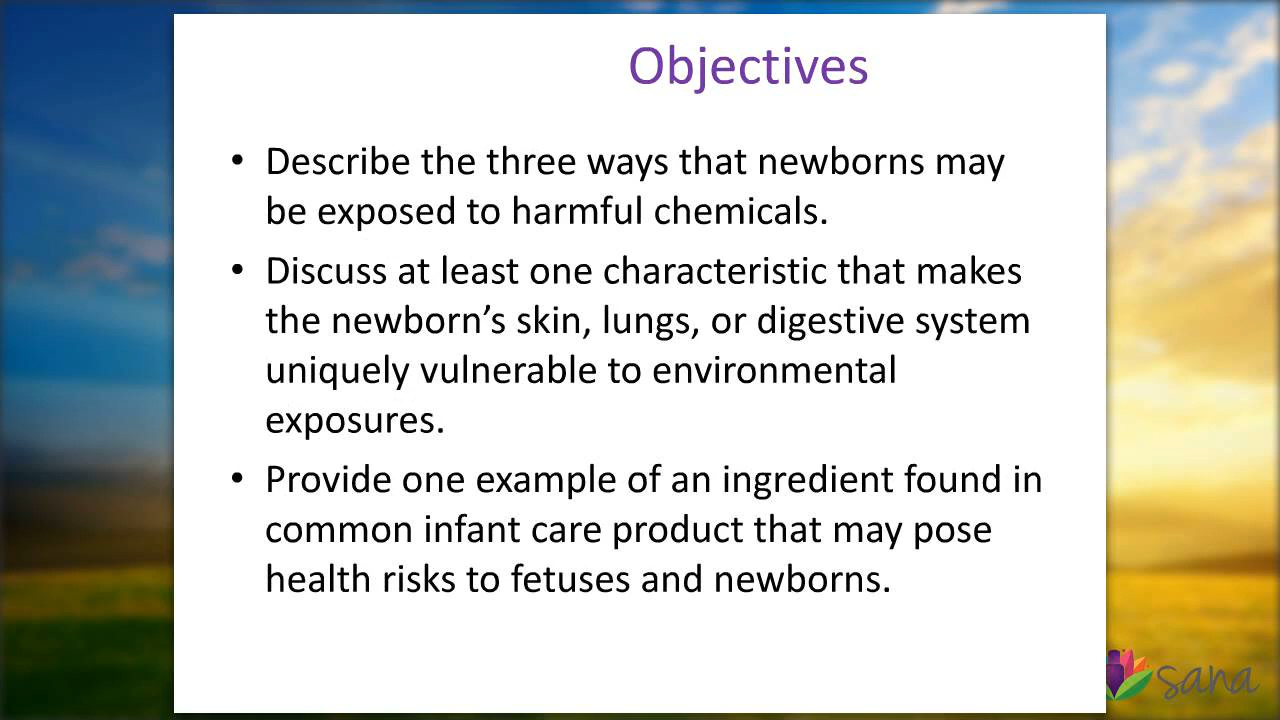 Objectives
• Describe the three ways that newborns may
be exposed to harmful chemicals.
• Discuss at least one characteristic that makes
the newborn’s skin, lungs, or digestive system
uniquely vulnerable to environmental
exposures.
• Provide one example of an ingredient found in
common infant care product that may pose
health risks to fetuses and newborns.
sana